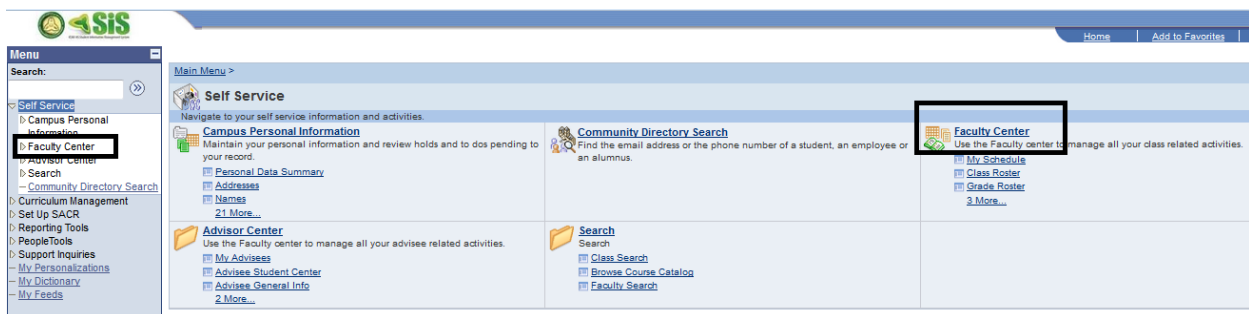 SiS
Home | Add to Favorites |
Menu
Search:
Self Service
Campus Personal
Information
Faculty Center
Advisor Center
Search
Community Directory Search
Curriculum Management
Set Up SACR
Reporting Tools
PeopleTools
Support Inquiries
My Personalizations
My Dictionary
My Feeds
Main Menu >
Self Service
Navigate to your self service information and activities.
Campus Personal Information
Maintain your personal information and review holds and to dos pending to
your record.
Personal Data Summary
Addresses
Names
21 More...
Community Directory Search
Find the email address or the phone number of a student, an employee or
an alumnus.
Faculty Center
Use the Faculty center to manage all your class related activities.
My Schedule
Class Roster
Grade Roster
3 More...
Advisor Center
Use the Faculty center to manage all your advisee related activities.
My Advisees
Advisee Student Center
Advisee General Info
2 More...
Search
Search
Class Search
Browse Course Catalog
Faculty Search